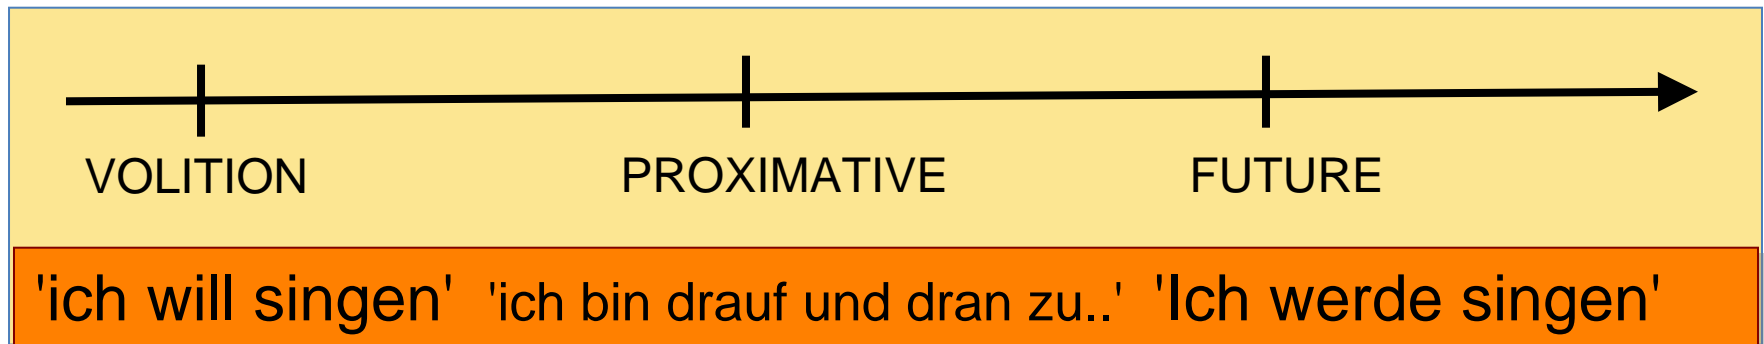 VOLITION PROXIMATIVE FUTURE
'ich will singen' 'ich bin drauf und dran zu..' 'Ich werde singen'